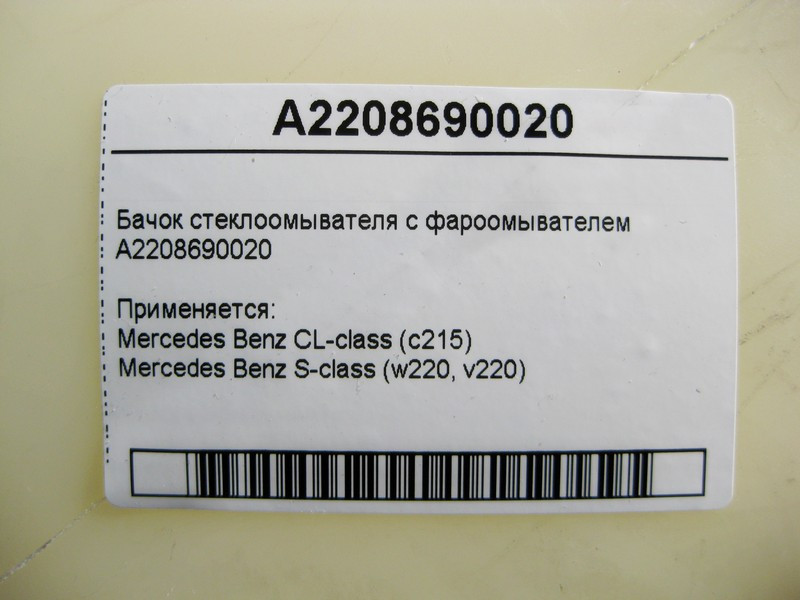 A2208690020
Бачок стеклоомывателя с фароомывателем
A2208690020
Применяется:
Mercedes Benz CL-class (c215)
Mercedes Benz S-class (w220, v220)